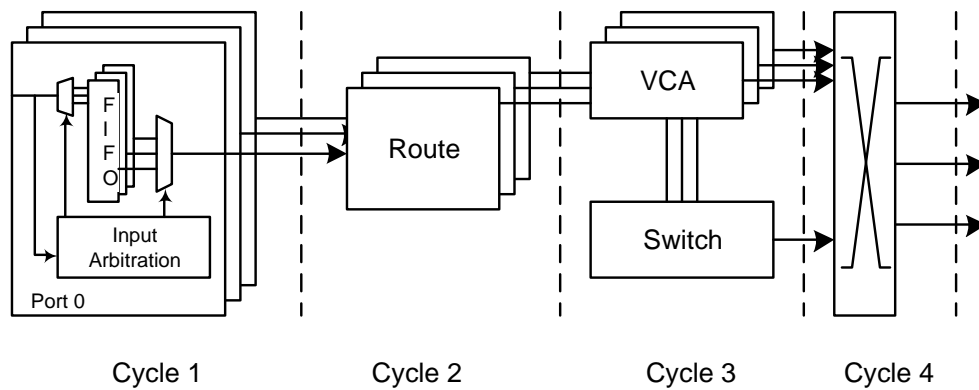 F
I
F
O
Input
Arbitration
Port 0
Route
VCA
Switch
Cycle 1
Cycle 2
Cycle 3
Cycle 4